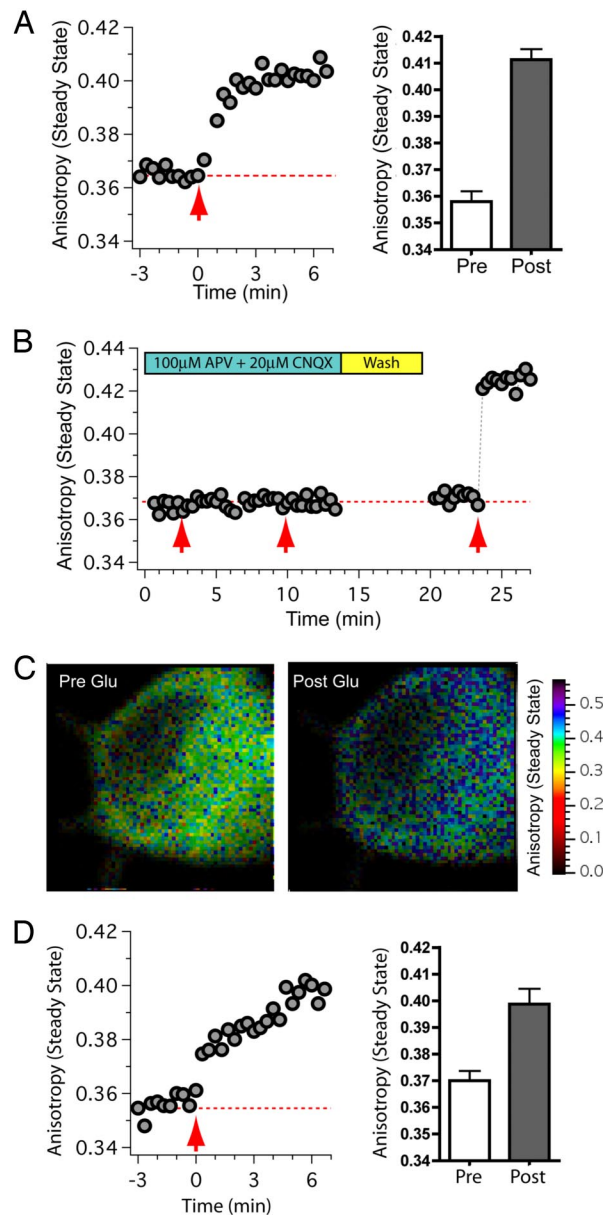 A
Anisotropy (Steady State)
0.42
0.40
0.38
0.36
0.34
-3 0 3 6
Time (min)
Anisotropy (Steady State)
0.42
0.41
0.40
0.39
0.38
0.37
0.36
0.35
0.34
Pre Post
B
Anisotropy (Steady State)
0.44
0.42
0.40
0.38
0.36
0.34
100μM APV + 20μM CNQX Wash
0 5 10 15 20 25
Time (min)
C
Pre Glu
Post Glu
0.5
0.4
0.3
0.2
0.1
0.0
Anisotropy (Steady State)
D
Anisotropy (Steady State)
0.42
0.40
0.38
0.36
0.34
-3 0 3 6
Time (min)
Anisotropy (Steady State)
0.42
0.41
0.40
0.39
0.38
0.37
0.36
0.35
0.34
Pre Post